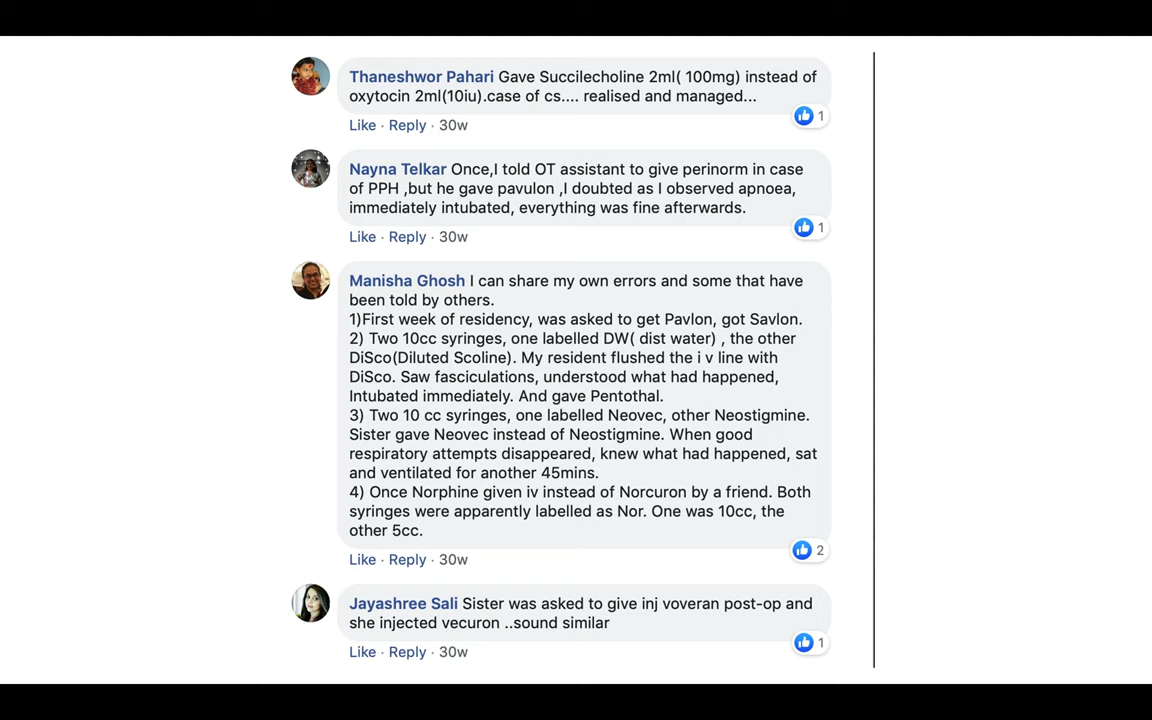 Thaneshwor Pahari Gave Succilecholine 2ml( 100mg) instead of
oxytocin 2ml(10iu).case of cs.... realised and managed...
1
Like · Reply · 30w
Nayna Telkar Once,I told OT assistant to give perinorm in case
of PPH ,but he gave pavulon ,I doubted as I observed apnoea,
immediately intubated, everything was fine afterwards.
1
Like · Reply · 30w
Manisha Ghosh I can share my own errors and some that have
been told by others.
1)First week of residency, was asked to get Pavlon, got Savlon.
2) Two 10cc syringes, one labelled DW( dist water) , the other
DiSco(Diluted Scoline). My resident flushed the i v line with
DiSco. Saw fasciculations, understood what had happened,
Intubated immediately. And gave Pentothal.
3) Two 10 cc syringes, one labelled Neovec, other Neostigmine.
Sister gave Neovec instead of Neostigmine. When good
respiratory attempts disappeared, knew what had happened, sat
and ventilated for another 45mins.
4) Once Norphine given iv instead of Norcuron by a friend. Both
syringes were apparently labelled as Nor. One was 10cc, the
other 5cc.
2
Like · Reply · 30w
Jayashree Sali Sister was asked to give inj voveran post-op and
she injected vecuron ..sound similar
1
Like · Reply · 30w